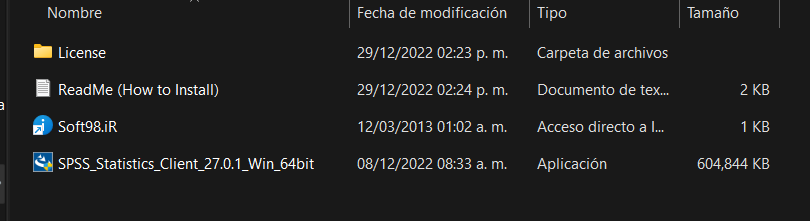 Nombre Fecha de modificación Tipo Tamaño
License 29/12/2022 02:23 p. m. Carpeta de archivos
ReadMe (How to Install) 29/12/2022 02:24 p. m. Documento de tex... 2 KB
Soft98.iR 12/03/2013 01:02 a. m. Acceso directo a I... 1 KB
SPSS_Statistics_Client_27.0.1_Win_64bit 08/12/2022 08:33 a. m. Aplicación 604,844 KB